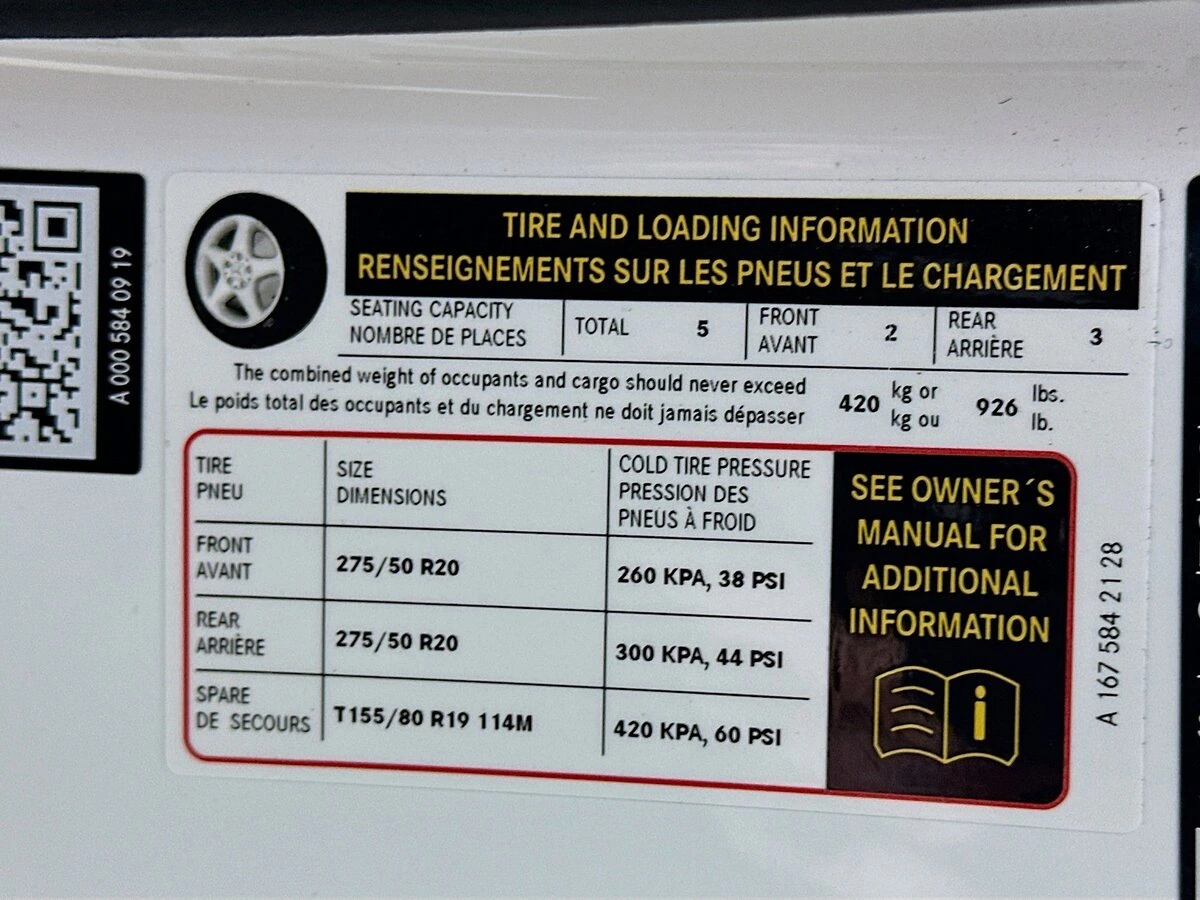 A 000 584 09 19
TIRE AND LOADING INFORMATION
RENSEIGNEMENTS SUR LES PNEUS ET LE CHARGEMENT
SEATING CAPACITY
NOMBRE DE PLACES
TOTAL 5
FRONT
AVANT
2
REAR
ARRIÈRE
3
The combined weight of occupants and cargo should never exceed
Le poids total des occupants et du chargement ne doit jamais dépasser
420
kg or
kg ou
926
lbs.
lb.
TIRE
PNEU
SIZE
DIMENSIONS
COLD TIRE PRESSURE
PRESSION DES
PNEUS À FROID
FRONT
AVANT
275/50 R20
260 KPA, 38 PSI
REAR
ARRIÈRE
275/50 R20
300 KPA, 44 PSI
SPARE
DE SECOURS
T155/80 R19 114M
420 KPA, 60 PSI
SEE OWNER´S
MANUAL FOR
ADDITIONAL
INFORMATION
i
A 167 584 21 28